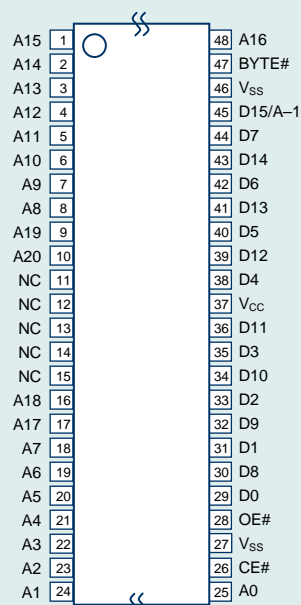 A15 1 48 A16
A14 2 47 BYTE#
A13 3 46 VSS
A12 4 45 D15/A–1
A11 5 44 D7
A10 6 43 D14
A9 7 42 D6
A8 8 41 D13
A19 9 40 D5
A20 10 39 D12
NC 11 38 D4
NC 12 37 VCC
NC 13 36 D11
NC 14 35 D3
NC 15 34 D10
A18 16 33 D2
A17 17 32 D9
A7 18 31 D1
A6 19 30 D8
A5 20 29 D0
A4 21 28 OE#
A3 22 27 VSS
A2 23 26 CE#
A1 24 25 A0